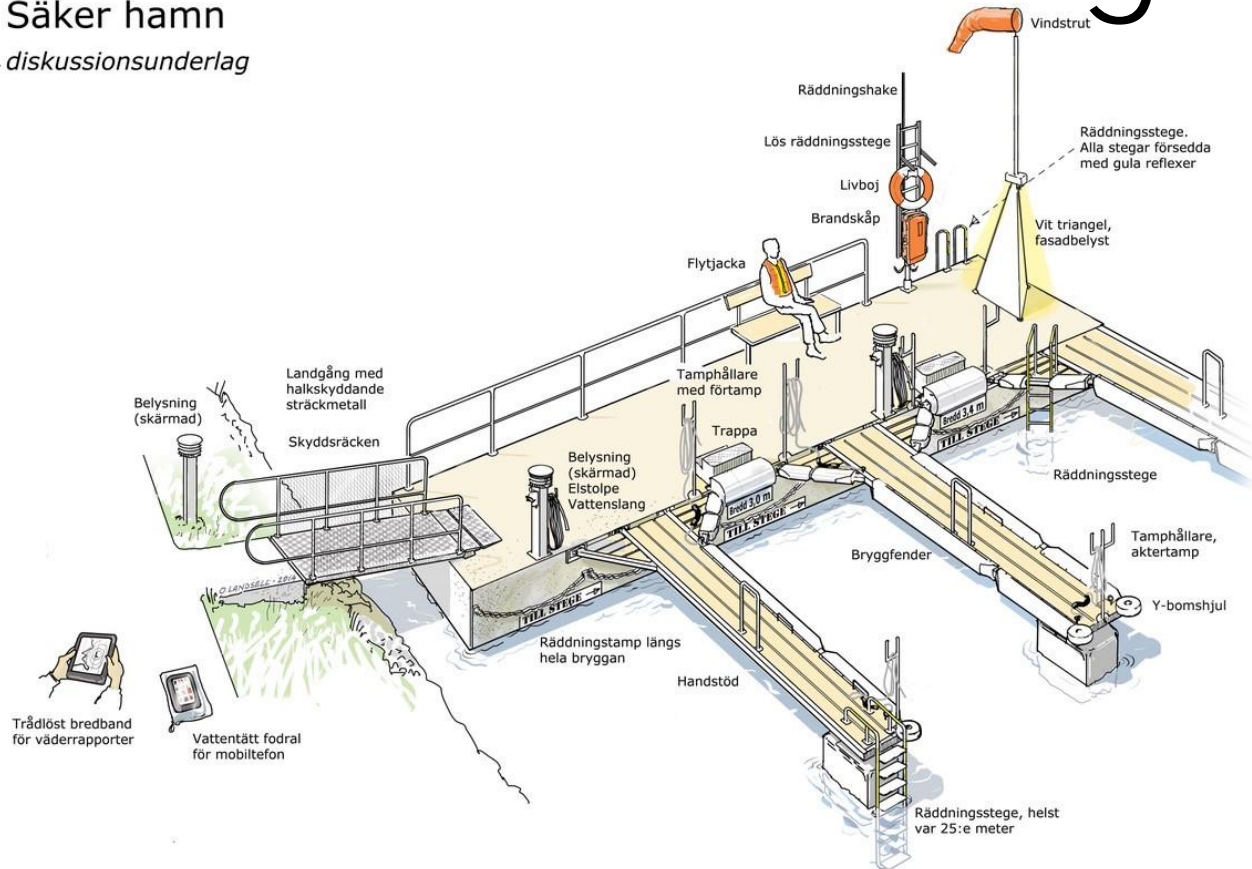 Säker hamn
diskussionsunderlag
Vindstrut
Räddningshake
Lös räddningsstege
Livboj
Brandskåp
Räddningsstege.
Alla stegar försedda
med gula reflexer
Vit triangel,
fasadbelyst
Flytjacka
Landgång med
halkskyddande
sträckmetall
Belysning
(skärmad)
Skyddsräcken
Tamphållare
med förtamp
Trappa
Belysning
(skärmad)
Elstolpe
Vattenslang
Bredd 3,4 m
TILL STEGE
Bredd 3,0 m
TILL STEGE
TILL STEGE
Räddningsstege
Bryggfender
Tamphållare,
aktertamp
Y-bomshjul
O LANDSELL - 2014
Räddningstamp längs
hela bryggan
Handstöd
Trådlöst bredband
för väderrapporter
Vattentätt fodral
för mobiltefon
Räddningsstege, helst
var 25:e meter